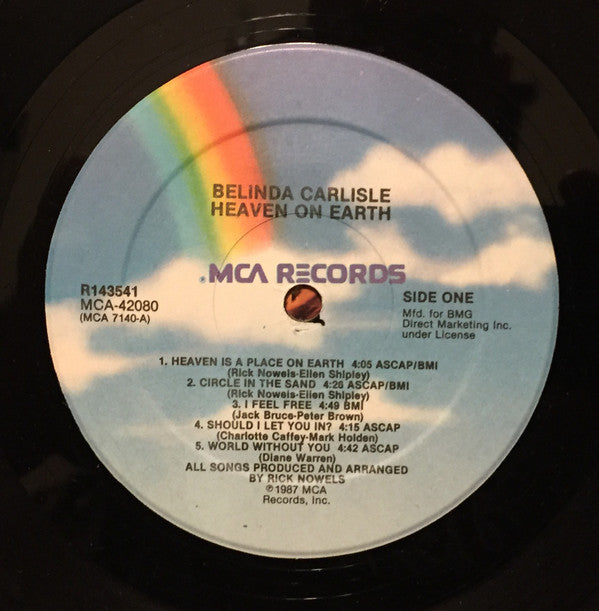 BELINDA CARLISLE
HEAVEN ON EARTH
MCA RECORDS
R143541
MCA-42080
(MCA 7140-A)
SIDE ONE
Mfd. for BMG
Direct Marketing Inc.
under License
1. HEAVEN IS A PLACE ON EARTH 4:05 ASCAP/BMI
(Rick Nowels-Ellen Shipley)
2. CIRCLE IN THE SAND 4:26 ASCAP/BMI
(Rick Nowels-Ellen Shipley)
3. I FEEL FREE 4:49 BMI
(Jack Bruce-Peter Brown)
4. SHOULD I LET YOU IN? 4:15 ASCAP
(Charlotte Caffey-Mark Holden)
5. WORLD WITHOUT YOU 4:42 ASCAP
(Diane Warren)
ALL SONGS PRODUCED AND ARRANGED
BY RICK NOWELS
℗1987 MCA
Records, Inc.